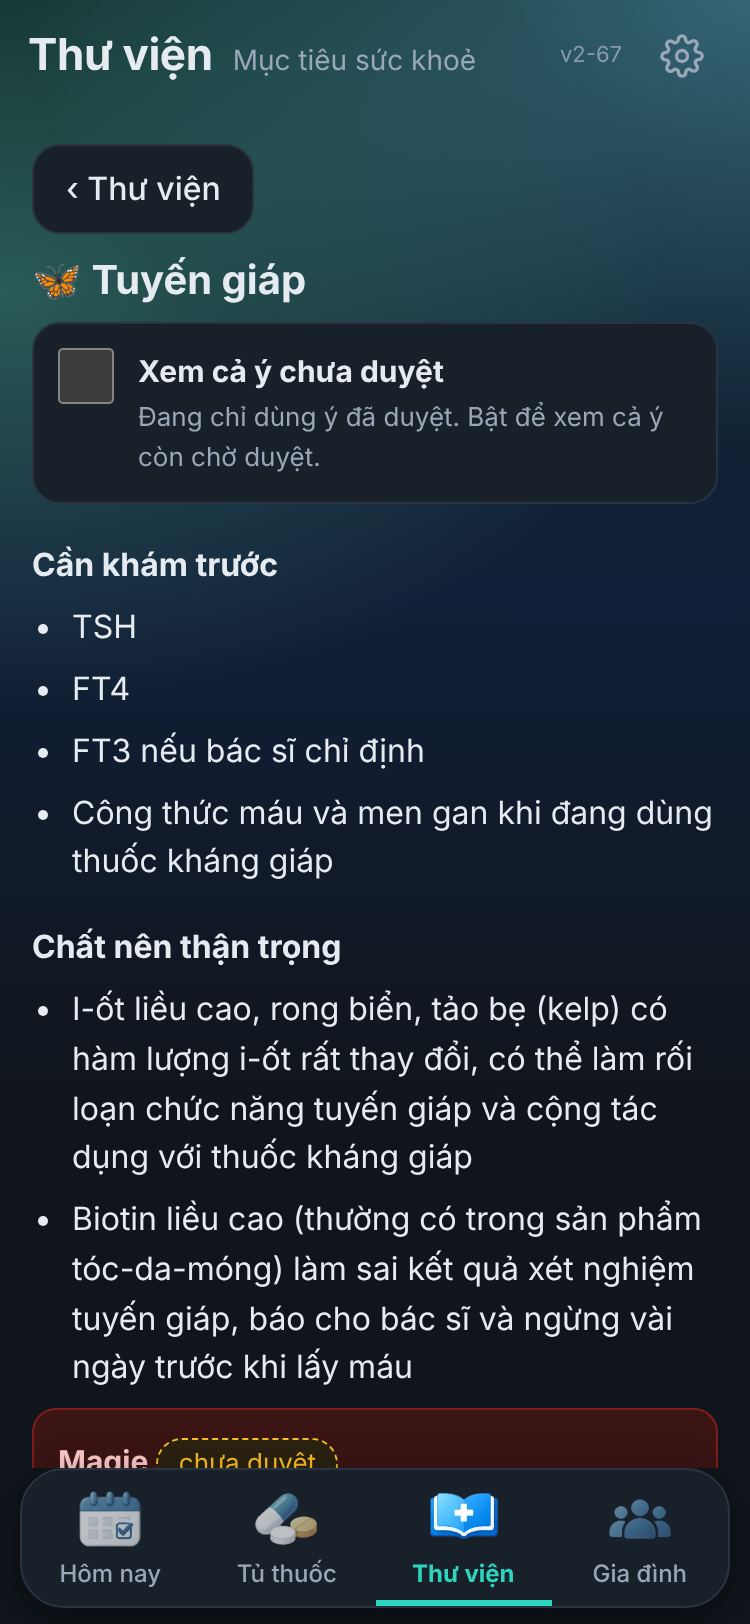 Thư viện Mục tiêu sức khoẻ v2-67
‹ Thư viện
Tuyến giáp
Xem cả ý chưa duyệt
Đang chỉ dùng ý đã duyệt. Bật để xem cả ý
còn chờ duyệt.
Cần khám trước
• TSH
• FT4
• FT3 nếu bác sĩ chỉ định
• Công thức máu và men gan khi đang dùng
thuốc kháng giáp
Chất nên thận trọng
• I-ốt liều cao, rong biển, tảo bẹ (kelp) có
hàm lượng i-ốt rất thay đổi, có thể làm rối
loạn chức năng tuyến giáp và cộng tác
dụng với thuốc kháng giáp
• Biotin liều cao (thường có trong sản phẩm
tóc-da-móng) làm sai kết quả xét nghiệm
tuyến giáp, báo cho bác sĩ và ngừng vài
ngày trước khi lấy máu
Magie chưa duyệt
Hôm nay Tủ thuốc Thư viện Gia đình